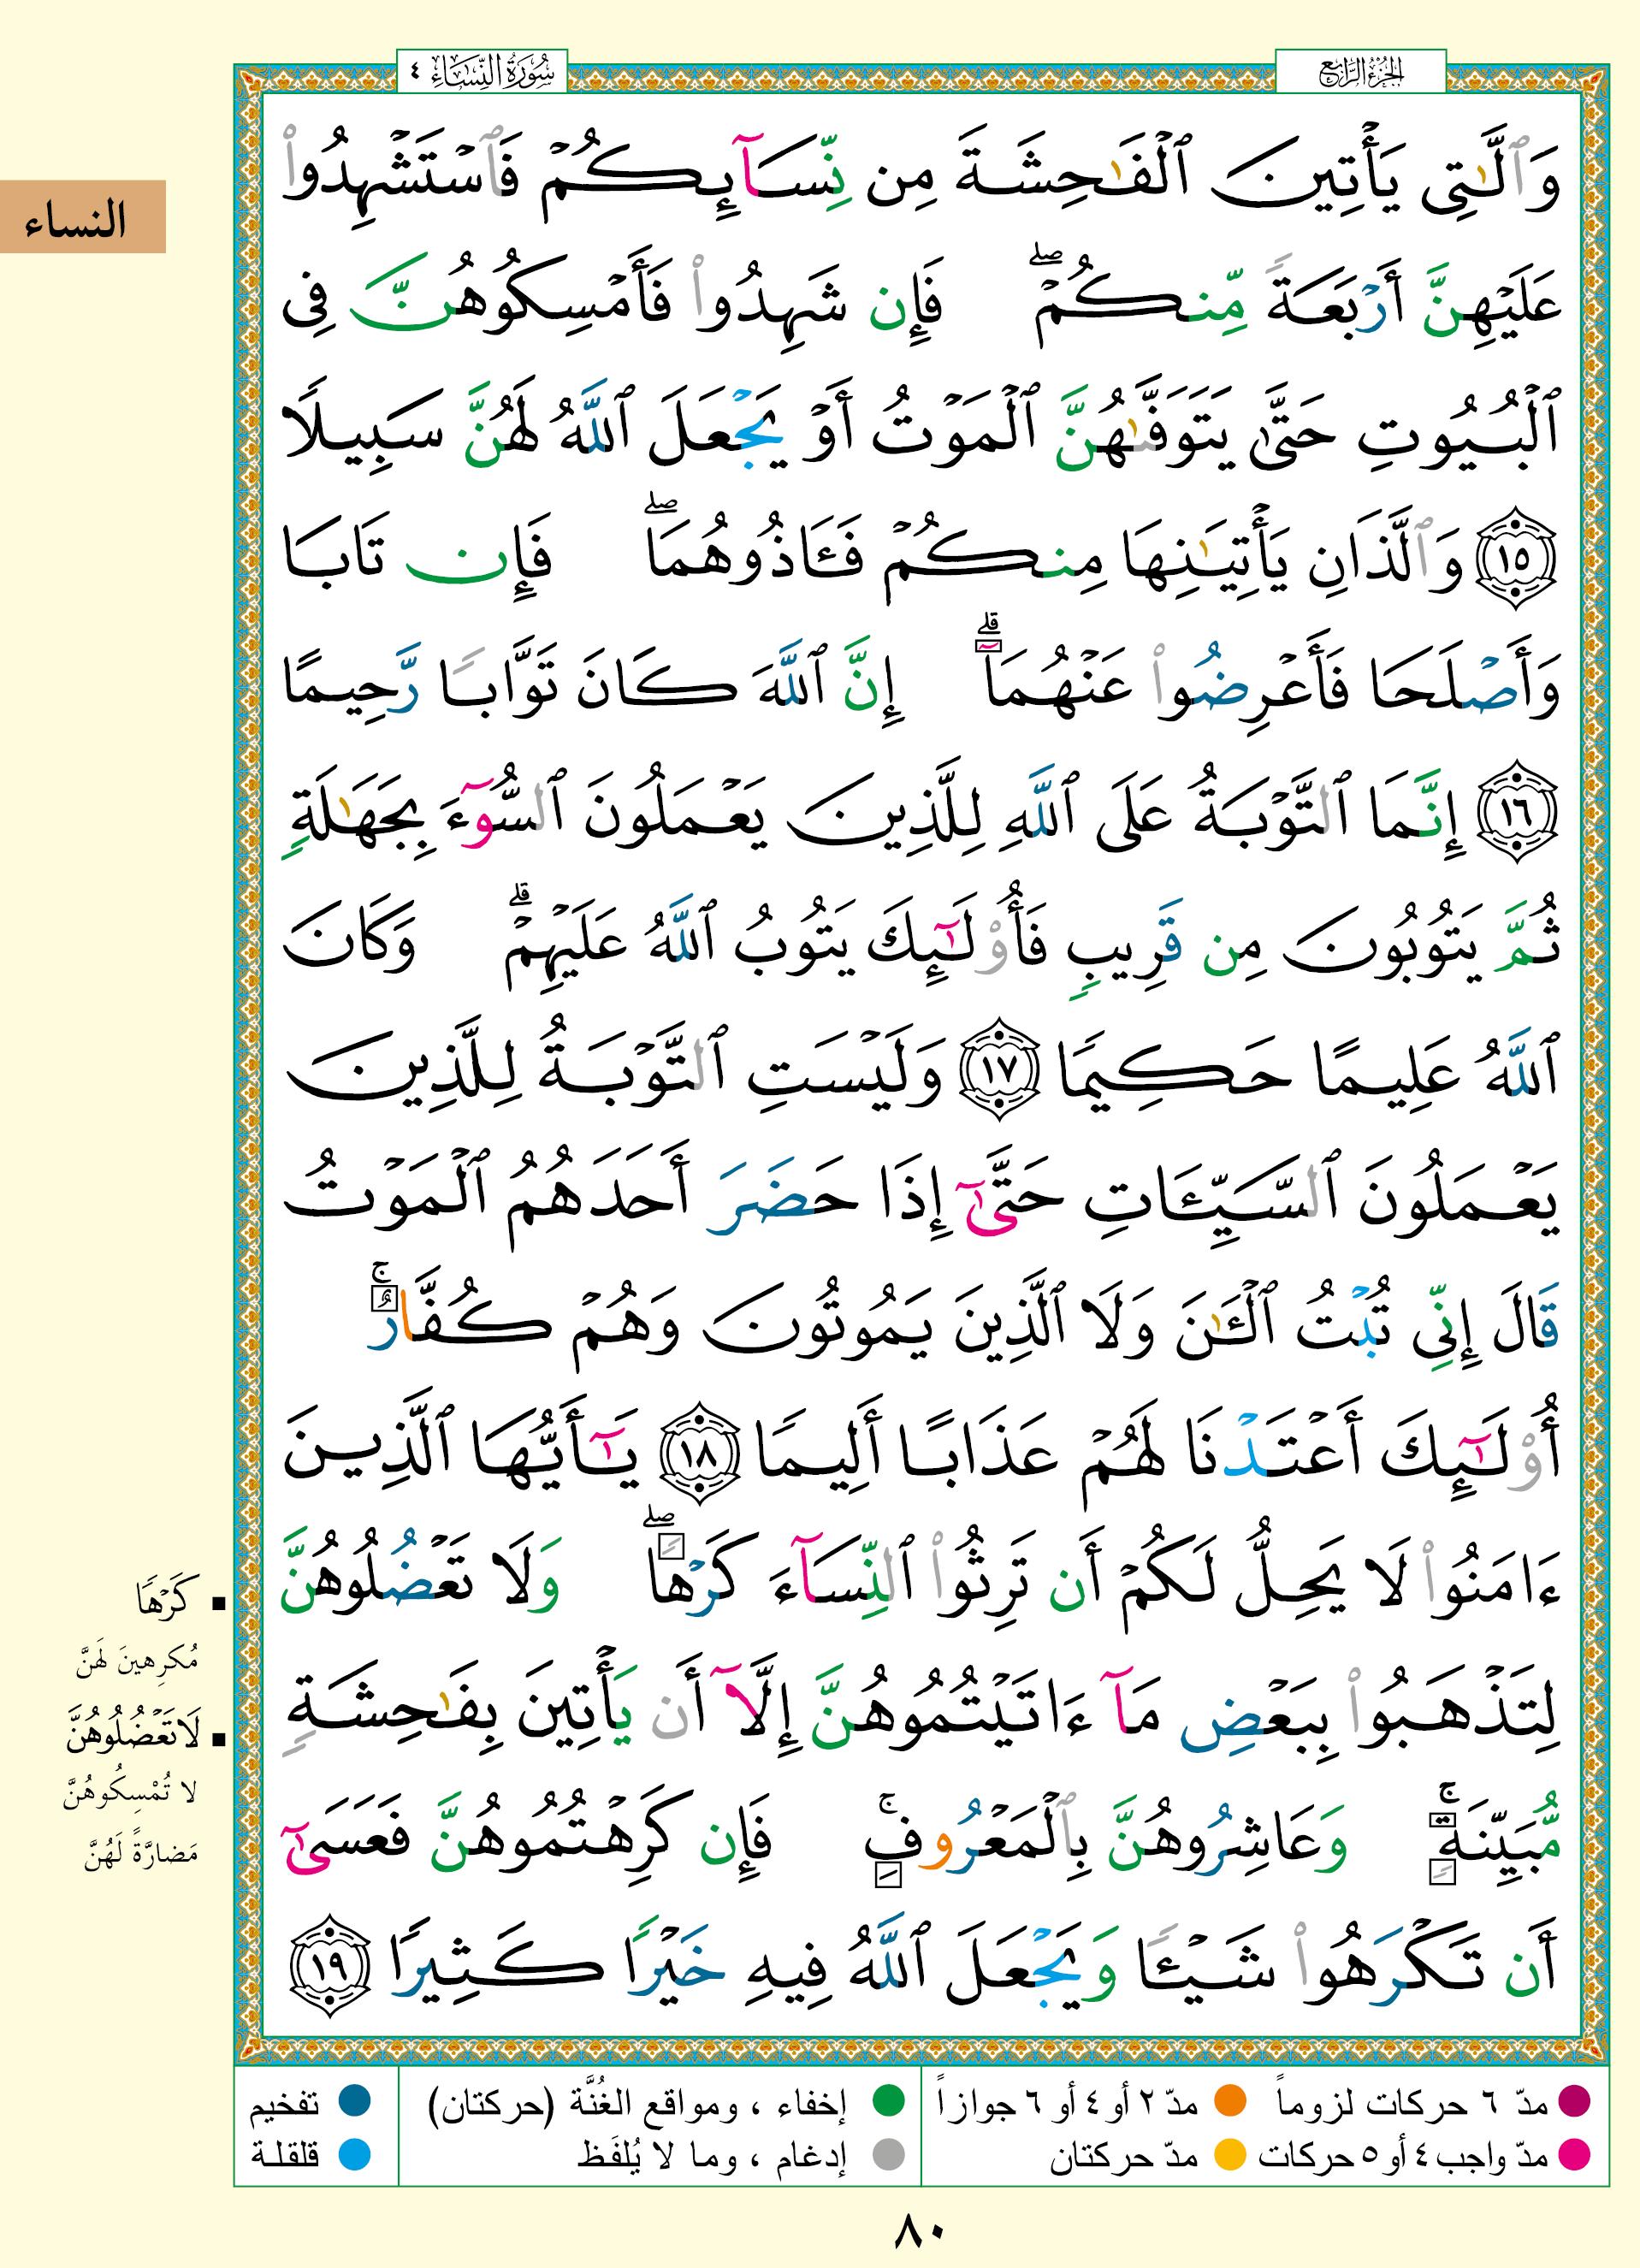 الجزء الرابع
سورة النساء ٤
النساء
وَٱلَّٰتِى يَأْتِينَ ٱلْفَٰحِشَةَ مِن نِّسَآئِكُمْ فَٱسْتَشْهِدُوا۟
عَلَيْهِنَّ أَرْبَعَةً مِّنكُمْ ۖ فَإِن شَهِدُوا۟ فَأَمْسِكُوهُنَّ فِى
ٱلْبُيُوتِ حَتَّىٰ يَتَوَفَّىٰهُنَّ ٱلْمَوْتُ أَوْ يَجْعَلَ ٱللَّهُ لَهُنَّ سَبِيلًا
١٥ وَٱلَّذَانِ يَأْتِيَٰنِهَا مِنكُمْ فَـَٔاذُوهُمَا ۖ فَإِن تَابَا
وَأَصْلَحَا فَأَعْرِضُوا۟ عَنْهُمَآ ۗ إِنَّ ٱللَّهَ كَانَ تَوَّابًا رَّحِيمًا
١٦ إِنَّمَا ٱلتَّوْبَةُ عَلَى ٱللَّهِ لِلَّذِينَ يَعْمَلُونَ ٱلسُّوٓءَ بِجَهَٰلَةٍ
ثُمَّ يَتُوبُونَ مِن قَرِيبٍ فَأُو۟لَٰٓئِكَ يَتُوبُ ٱللَّهُ عَلَيْهِمْ ۗ وَكَانَ
ٱللَّهُ عَلِيمًا حَكِيمًا ١٧ وَلَيْسَتِ ٱلتَّوْبَةُ لِلَّذِينَ
يَعْمَلُونَ ٱلسَّيِّـَٔاتِ حَتَّىٰٓ إِذَا حَضَرَ أَحَدَهُمُ ٱلْمَوْتُ
قَالَ إِنِّى تُبْتُ ٱلْـَٰٔنَ وَلَا ٱلَّذِينَ يَمُوتُونَ وَهُمْ كُفَّارٌ ۚ
أُو۟لَٰٓئِكَ أَعْتَدْنَا لَهُمْ عَذَابًا أَلِيمًا ١٨ يَٰٓأَيُّهَا ٱلَّذِينَ
ءَامَنُوا۟ لَا يَحِلُّ لَكُمْ أَن تَرِثُوا۟ ٱلنِّسَآءَ كَرْهًا ۖ وَلَا تَعْضُلُوهُنَّ
لِتَذْهَبُوا۟ بِبَعْضِ مَآ ءَاتَيْتُمُوهُنَّ إِلَّآ أَن يَأْتِينَ بِفَٰحِشَةٍ
مُّبَيِّنَةٍ ۚ وَعَاشِرُوهُنَّ بِٱلْمَعْرُوفِ ۚ فَإِن كَرِهْتُمُوهُنَّ فَعَسَىٰٓ
أَن تَكْرَهُوا۟ شَيْـًٔا وَيَجْعَلَ ٱللَّهُ فِيهِ خَيْرًا كَثِيرًا ١٩
▪ كَرْهًا
مُكرِهينَ لَهنَّ
▪ لَاتَعْضُلُوهُنَّ
لا تُمْسِكُوهُنَّ
مَضارَّةً لَهُنَّ
● مدّ ٦ حركات لزوماً ● مدّ ٢ أو ٤ أو ٦ جوازاً ● إخفاء ، ومواقع الغُنَّة (حركتان) ● تفخيم
● مدّ واجب ٤ أو ٥ حركات ● مدّ حركتان ● إدغام ، وما لا يُلفَظ ● قلقلة
٨٠